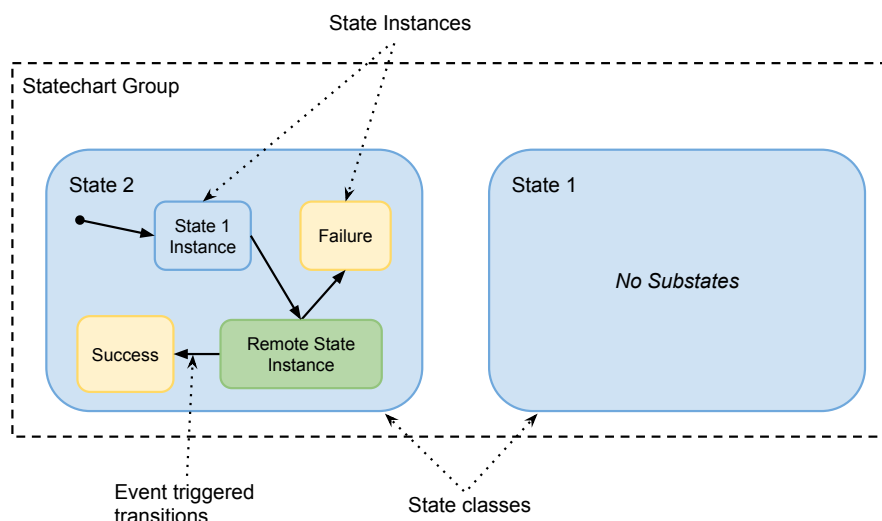 State Instances
Statechart Group
State 2
State 1
State 1
Instance
Failure
No Substates
Success
Remote State
Instance
Event triggered
transitions
State classes